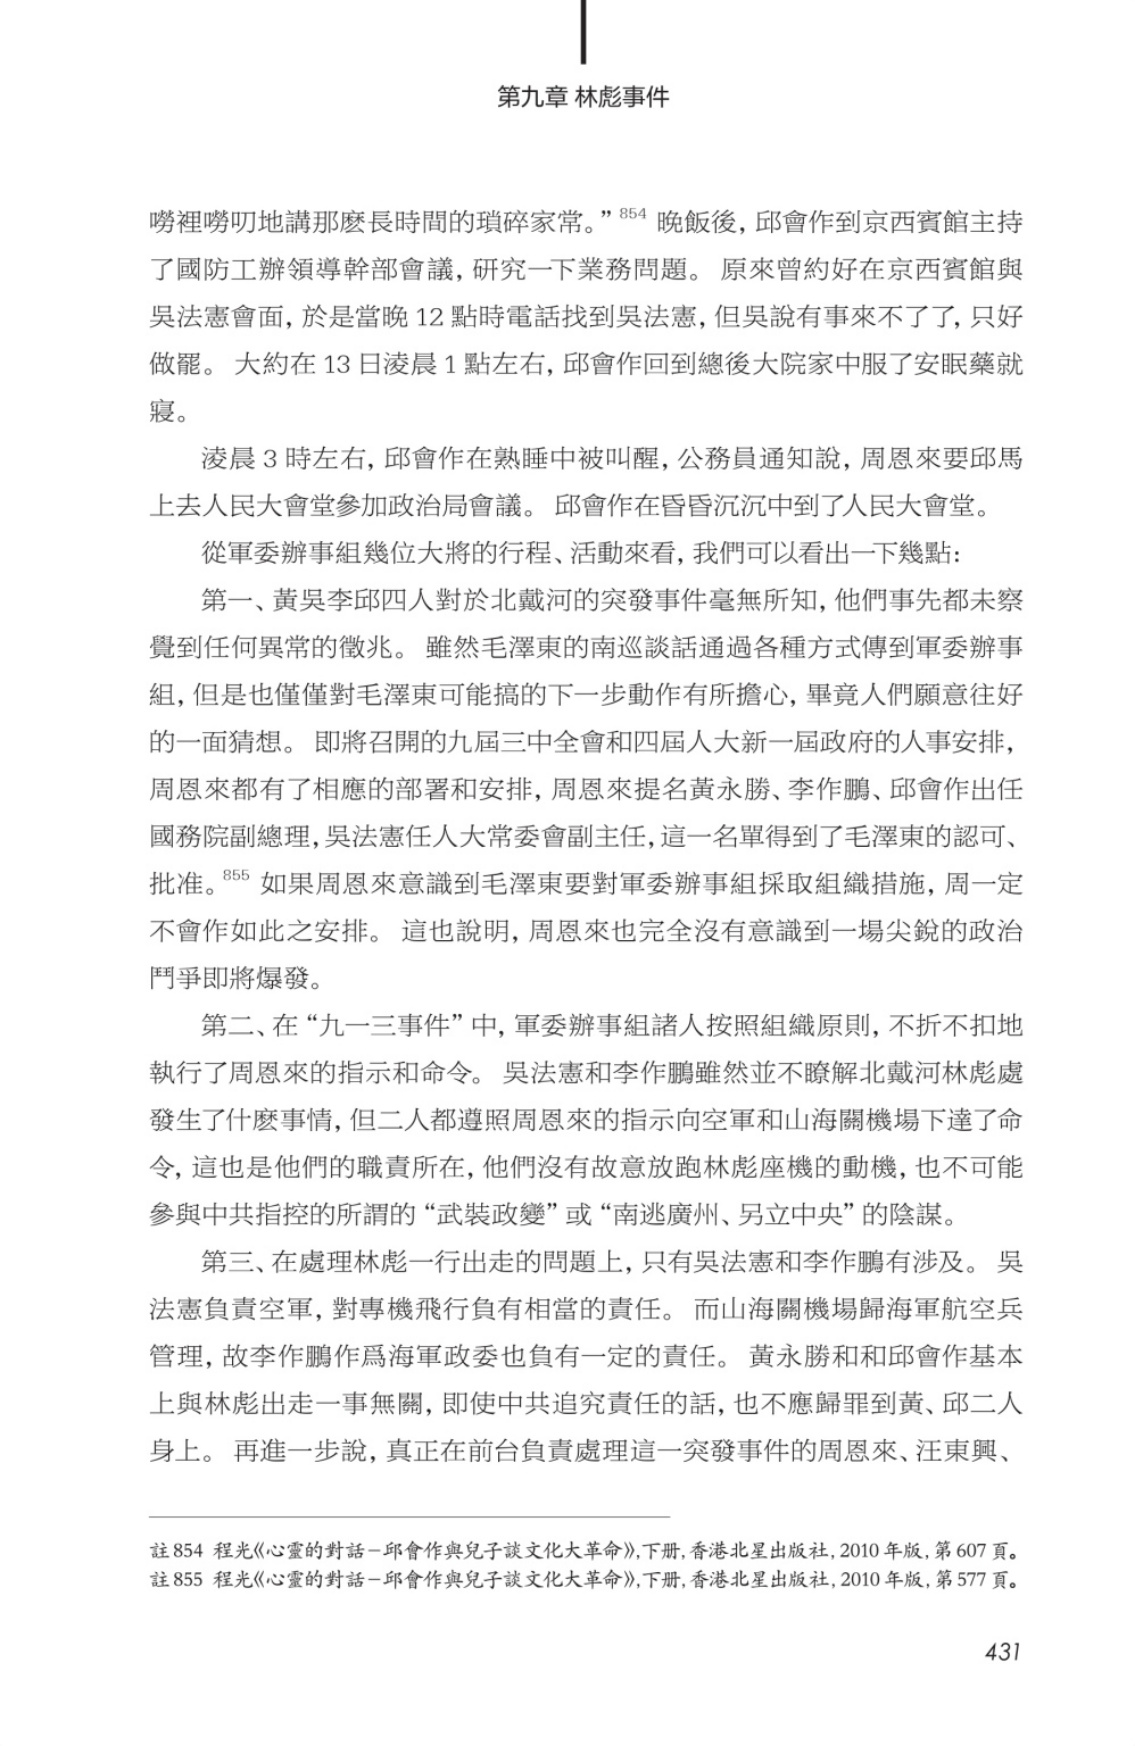 第九章 林彪事件
嘮裡嘮叨地講那麽長時間的瑣碎家常。”854 晚飯後, 邱會作到京西賓館主持
了國防工辦領導幹部會議, 研究一下業務問題。 原來曾約好在京西賓館與
吳法憲會面, 於是當晚 12 點時電話找到吳法憲, 但吳說有事來不了了, 只好
做罷。 大約在 13 日淩晨 1 點左右, 邱會作回到總後大院家中服了安眠藥就
寢。
淩晨 3 時左右, 邱會作在熟睡中被叫醒, 公務員通知說, 周恩來要邱馬
上去人民大會堂參加政治局會議。 邱會作在昏昏沉沉中到了人民大會堂。
從軍委辦事組幾位大將的行程、活動來看, 我們可以看出一下幾點:
第一、黃吳李邱四人對於北戴河的突發事件毫無所知, 他們事先都未察
覺到任何異常的徵兆。 雖然毛澤東的南巡談話通過各種方式傳到軍委辦事
組, 但是也僅僅對毛澤東可能搞的下一步動作有所擔心, 畢竟人們願意往好
的一面猜想。 即將召開的九屆三中全會和四屆人大新一屆政府的人事安排,
周恩來都有了相應的部署和安排, 周恩來提名黃永勝、李作鵬、邱會作出任
國務院副總理, 吳法憲任人大常委會副主任, 這一名單得到了毛澤東的認可、
批准。855 如果周恩來意識到毛澤東要對軍委辦事組採取組織措施, 周一定
不會作如此之安排。 這也說明, 周恩來也完全沒有意識到一場尖銳的政治
鬥爭即將爆發。
第二、在 “九一三事件” 中, 軍委辦事組諸人按照組織原則, 不折不扣地
執行了周恩來的指示和命令。 吳法憲和李作鵬雖然並不瞭解北戴河林彪處
發生了什麽事情, 但二人都遵照周恩來的指示向空軍和山海關機場下達了命
令, 這也是他們的職責所在, 他們沒有故意放跑林彪座機的動機, 也不可能
參與中共指控的所謂的 “武裝政變” 或 “南逃廣州、另立中央” 的陰謀。
第三、在處理林彪一行出走的問題上, 只有吳法憲和李作鵬有涉及。 吳
法憲負責空軍, 對專機飛行負有相當的責任。 而山海關機場歸海軍航空兵
管理, 故李作鵬作爲海軍政委也負有一定的責任。 黃永勝和和邱會作基本
上與林彪出走一事無關, 即使中共追究責任的話, 也不應歸罪到黃、邱二人
身上。 再進一步說, 真正在前台負責處理這一突發事件的周恩來、汪東興、
註 854 程光《心靈的對話－邱會作與兒子談文化大革命》, 下册, 香港北星出版社, 2010 年版, 第 607 頁。
註 855 程光《心靈的對話－邱會作與兒子談文化大革命》, 下册, 香港北星出版社, 2010 年版, 第 577 頁。
431